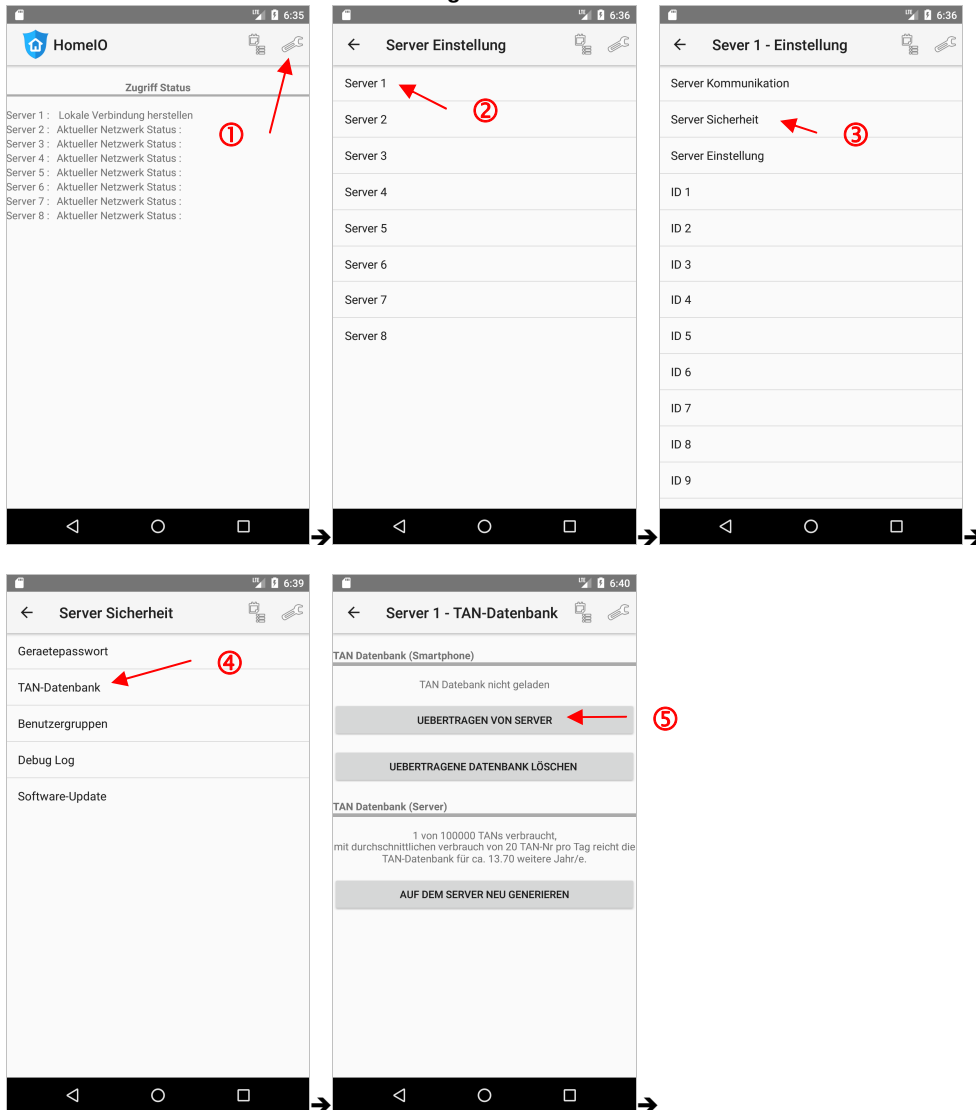 6:35
HomeIO
Zugriff Status
Server 1 : Lokale Verbindung herstellen
Server 2 : Aktueller Netzwerk Status :
Server 3 : Aktueller Netzwerk Status :
Server 4 : Aktueller Netzwerk Status :
Server 5 : Aktueller Netzwerk Status :
Server 6 : Aktueller Netzwerk Status :
Server 7 : Aktueller Netzwerk Status :
Server 8 : Aktueller Netzwerk Status :
①
6:36
Server Einstellung
Server 1
②
Server 2
Server 3
Server 4
Server 5
Server 6
Server 7
Server 8
6:36
Sever 1 - Einstellung
Server Kommunikation
Server Sicherheit
③
Server Einstellung
ID 1
ID 2
ID 3
ID 4
ID 5
ID 6
ID 7
ID 8
ID 9
6:39
Server Sicherheit
Geraetepasswort
④
TAN-Datenbank
Benutzergruppen
Debug Log
Software-Update
6:40
Server 1 - TAN-Datenbank
TAN Datenbank (Smartphone)
TAN Datebank nicht geladen
UEBERTRAGEN VON SERVER
⑤
UEBERTRAGENE DATENBANK LÖSCHEN
TAN Datenbank (Server)
1 von 100000 TANs verbraucht,
mit durchschnittlichen verbrauch von 20 TAN-Nr pro Tag reicht die
TAN-Datenbank für ca. 13.70 weitere Jahr/e.
AUF DEM SERVER NEU GENERIEREN